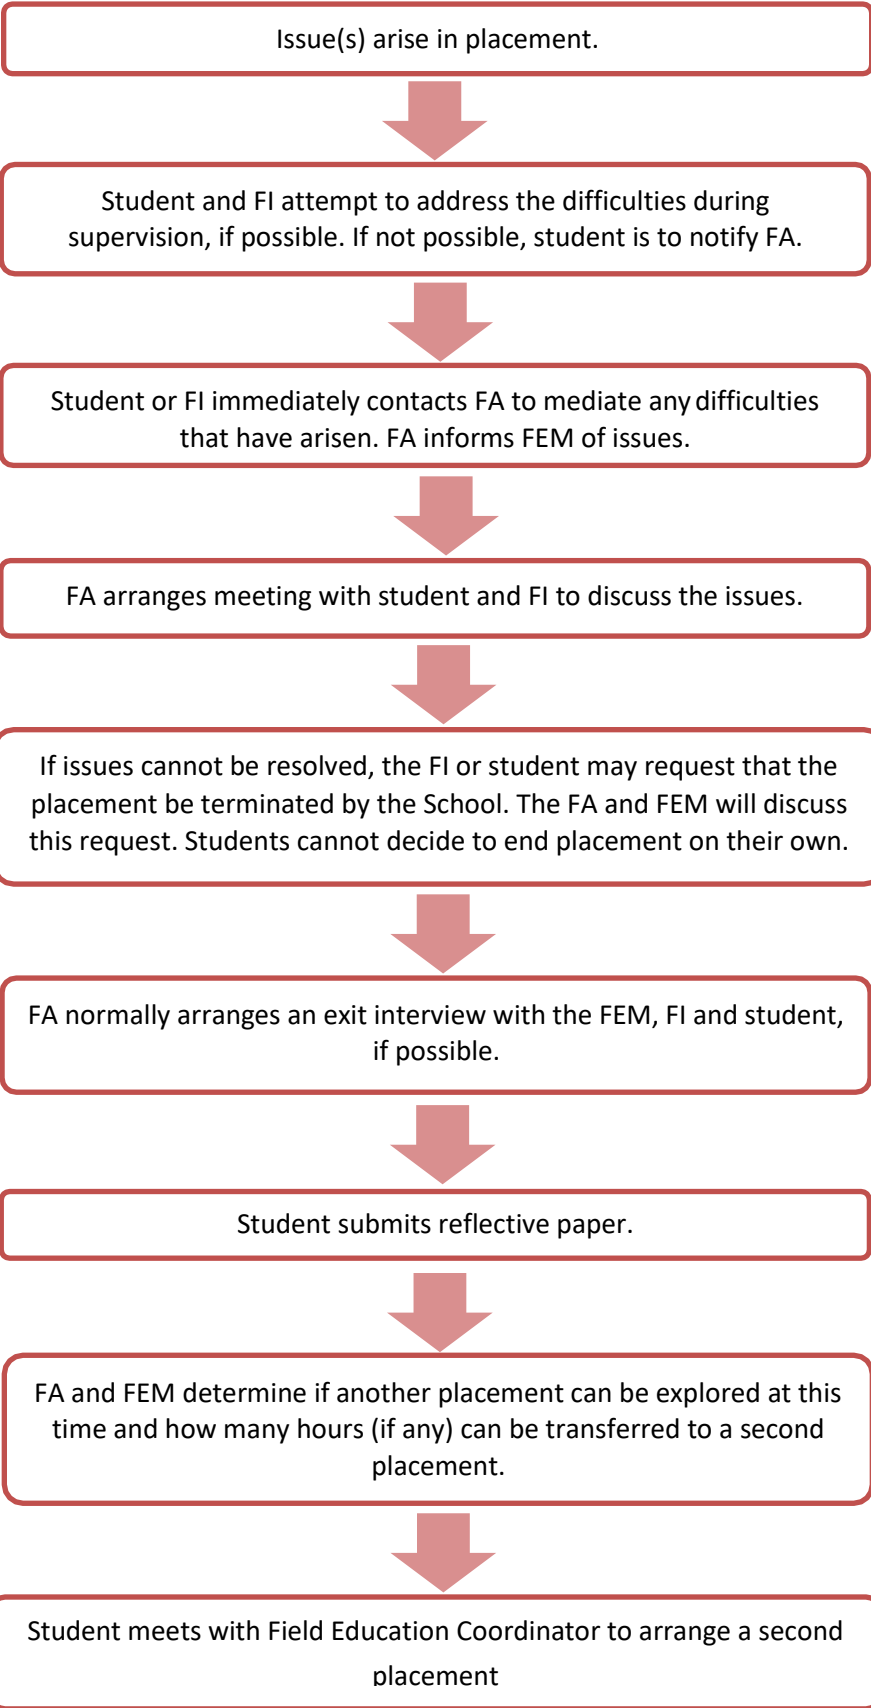 Issue(s) arise in placement.
Student and FI attempt to address the difficulties during
supervision, if possible. If not possible, student is to notify FA.
Student or FI immediately contacts FA to mediate any difficulties
that have arisen. FA informs FEM of issues.
FA arranges meeting with student and FI to discuss the issues.
If issues cannot be resolved, the FI or student may request that the
placement be terminated by the School. The FA and FEM will discuss
this request. Students cannot decide to end placement on their own.
FA normally arranges an exit interview with the FEM, FI and student,
if possible.
Student submits reflective paper.
FA and FEM determine if another placement can be explored at this
time and how many hours (if any) can be transferred to a second
placement.
Student meets with Field Education Coordinator to arrange a second
placement